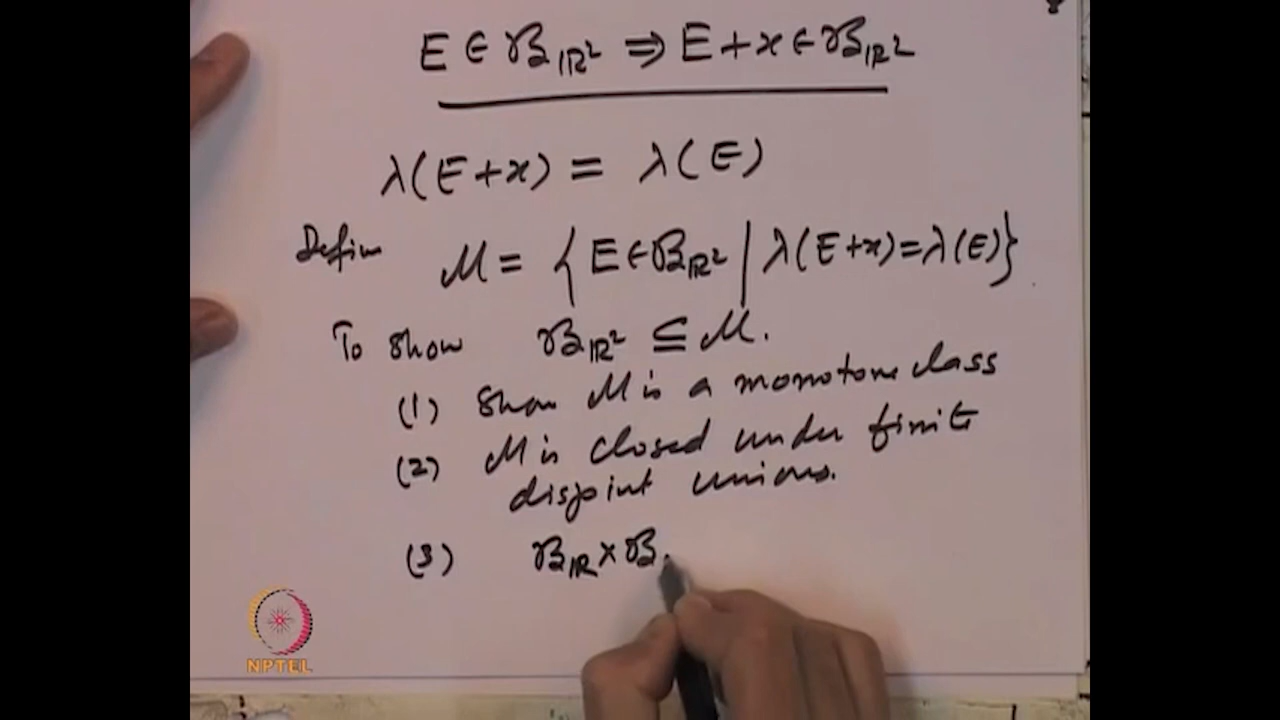 E ∈ 𝓑_ℝ² ⇒ E + x ∈ 𝓑_ℝ²
λ(E+x) = λ(E)
Define 𝓜 = { E ∈ 𝓑_ℝ² | λ(E+x) = λ(E) }
To show 𝓑_ℝ² ⊆ 𝓜.
(1) Show 𝓜 is a monotone class
(2) 𝓜 is closed under finite
disjoint unions.
(3) 𝓑_ℝ × 𝓑
NPTEL